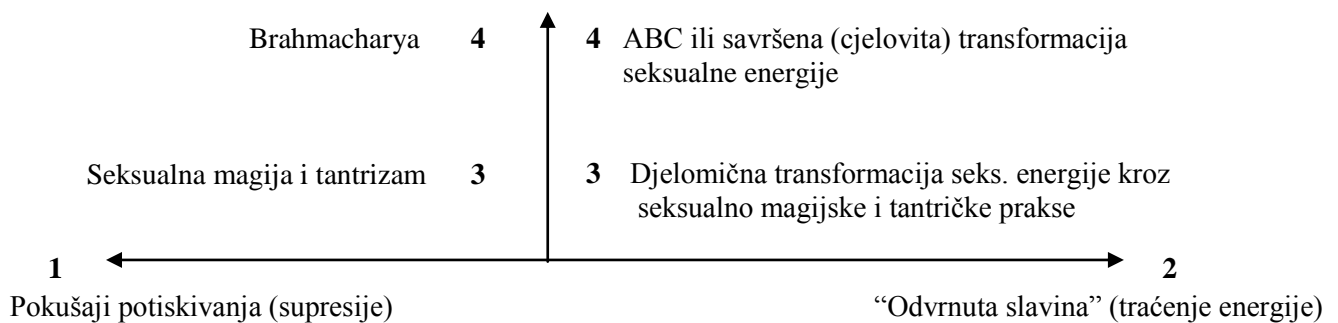 Brahmacharya 4
4 ABC ili savršena (cjelovita) transformacija
seksualne energije
Seksualna magija i tantrizam 3
3 Djelomična transformacija seks. energije kroz
seksualno magijske i tantričke prakse
1
2
Pokušaji potiskivanja (supresije)
“Odvrnuta slavina” (traćenje energije)